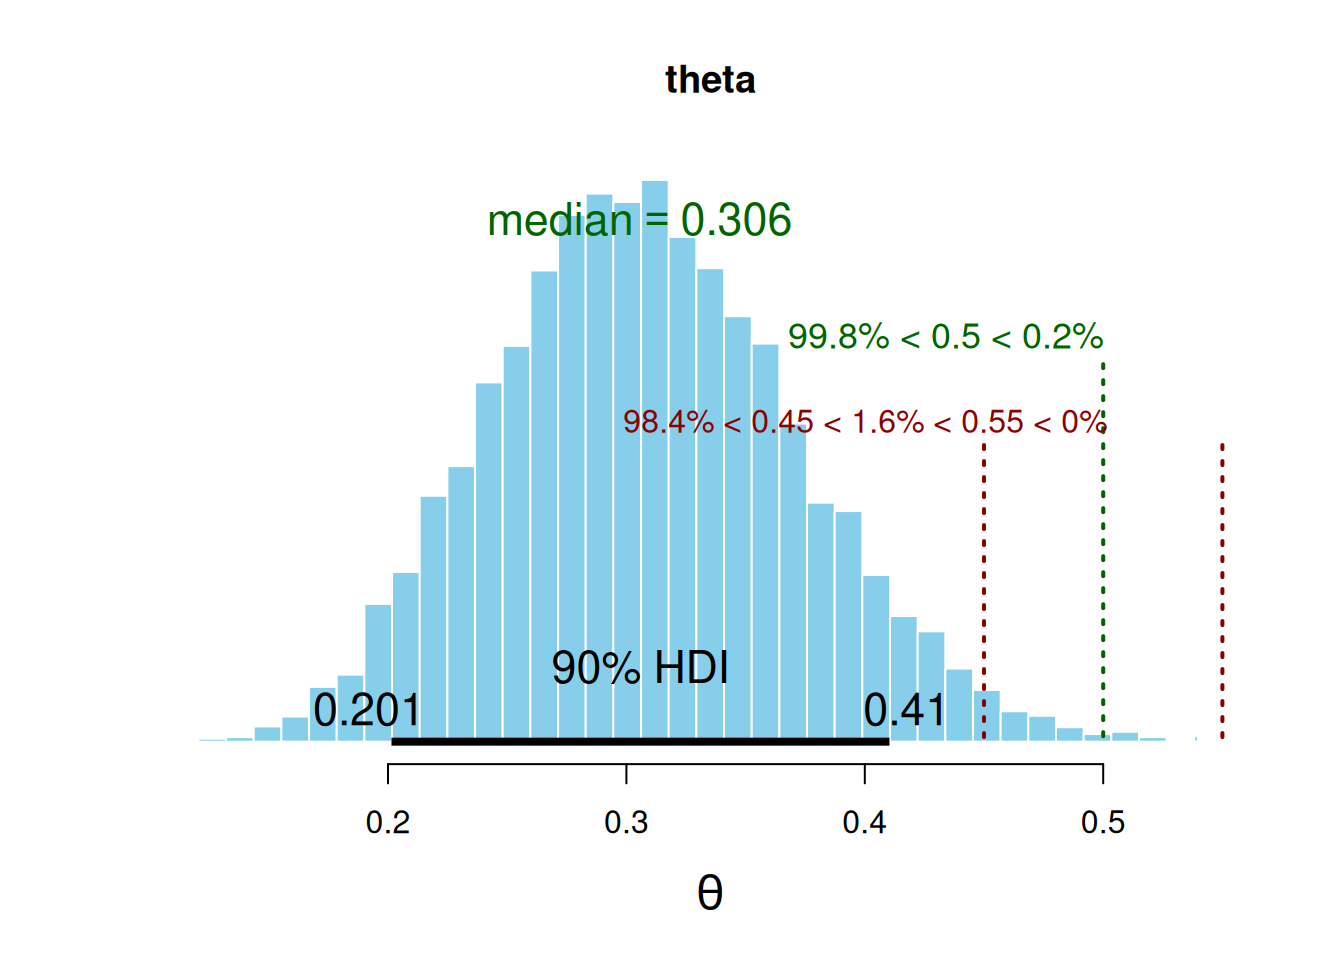 theta
median = 0.306
99.8% < 0.5 < 0.2%
98.4% < 0.45 < 1.6% < 0.55 < 0%
90% HDI
0.201 0.41
0.2 0.3 0.4 0.5
θ